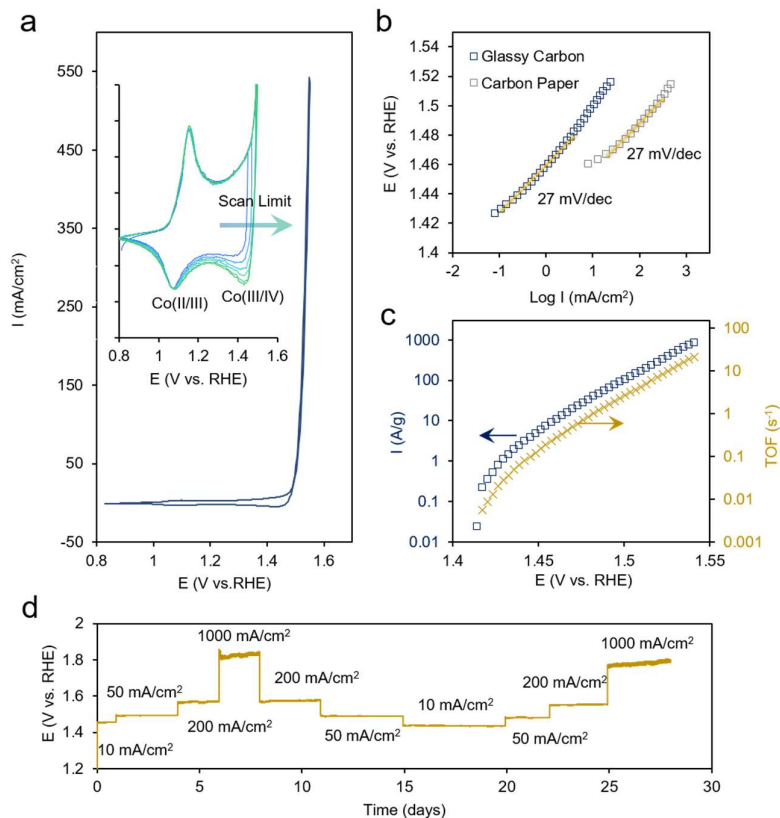 a
I (mA/cm²)
550
450
350
250
150
50
-50
0.8
1
1.2
1.4
1.6
E (V vs.RHE)
Scan Limit
Co(II/III)
Co(III/IV)
0.8
1
1.2
1.4
1.6
E (V vs. RHE)
b
E (V vs. RHE)
1.54
1.52
1.5
1.48
1.46
1.44
1.42
1.4
Glassy Carbon
Carbon Paper
27 mV/dec
27 mV/dec
-2
-1
0
1
2
3
Log I (mA/cm²)
c
I (A/g)
1000
100
10
1
0.1
0.01
TOF (s⁻¹)
100
10
1
0.1
0.01
0.001
1.4
1.45
1.5
1.55
E (V vs. RHE)
d
E (V vs. RHE)
2
1.8
1.6
1.4
1.2
10 mA/cm²
50 mA/cm²
200 mA/cm²
1000 mA/cm²
200 mA/cm²
50 mA/cm²
10 mA/cm²
50 mA/cm²
200 mA/cm²
1000 mA/cm²
0
5
10
15
20
25
30
Time (days)